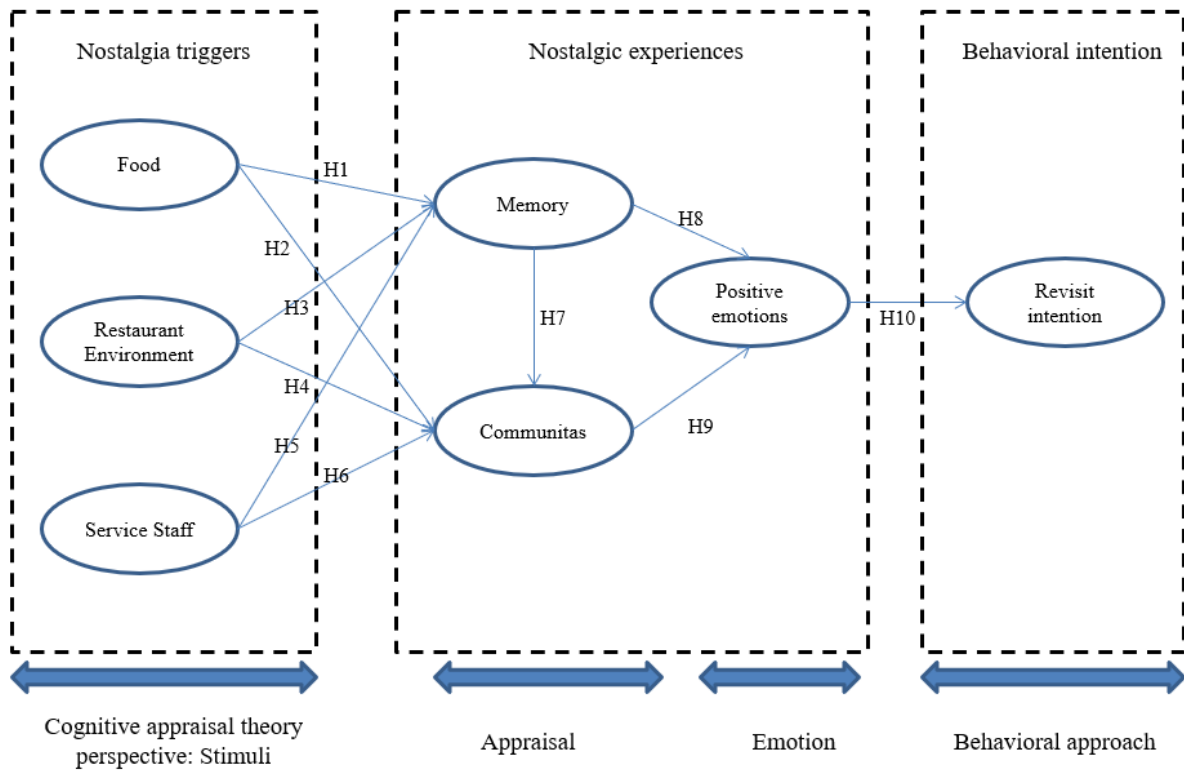 Nostalgia triggers
Nostalgic experiences
Behavioral intention
Food
H1
Memory
H8
H2
Restaurant
Environment
H3
H7
Positive
emotions
H10
Revisit
intention
H4
Communitas
H9
H5
H6
Service Staff
Cognitive appraisal theory
perspective: Stimuli
Appraisal
Emotion
Behavioral approach